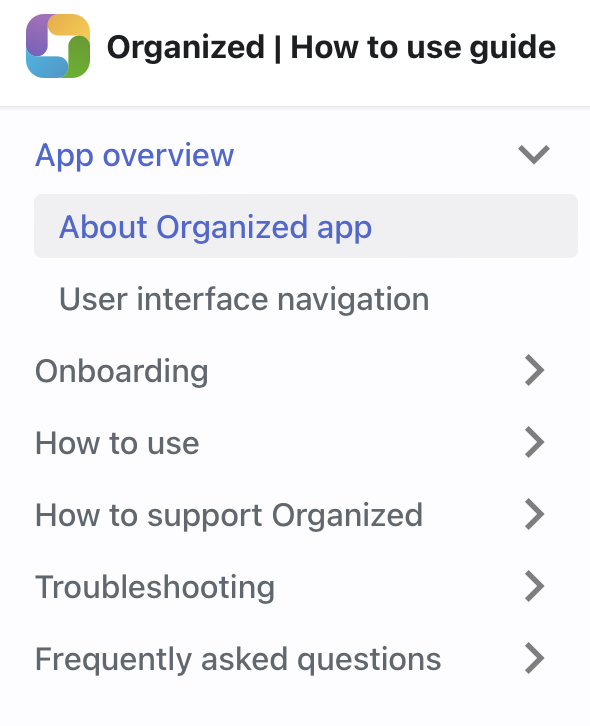 Organized | How to use guide
App overview
About Organized app
User interface navigation
Onboarding
How to use
How to support Organized
Troubleshooting
Frequently asked questions